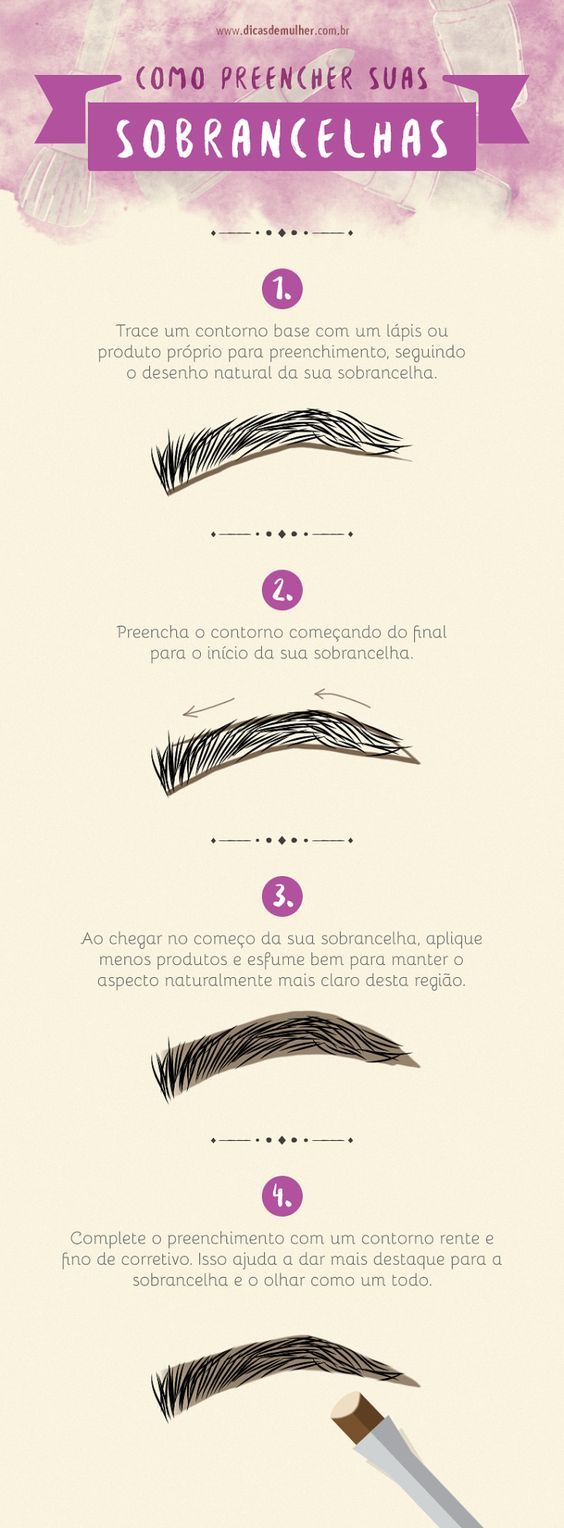 www.dicasdemulher.com.br
COMO PREENCHER SUAS
SOBRANCELHAS
1.
Trace um contorno base com um lápis ou
produto próprio para preenchimento, seguindo
o desenho natural da sua sobrancelha.
2.
Preencha o contorno começando do final
para o início da sua sobrancelha.
3.
Ao chegar no começo da sua sobrancelha, aplique
menos produtos e esfume bem para manter o
aspecto naturalmente mais claro desta região.
4.
Complete o preenchimento com um contorno rente e
fino de corretivo. Isso ajuda a dar mais destaque para a
sobrancelha e o olhar como um todo.